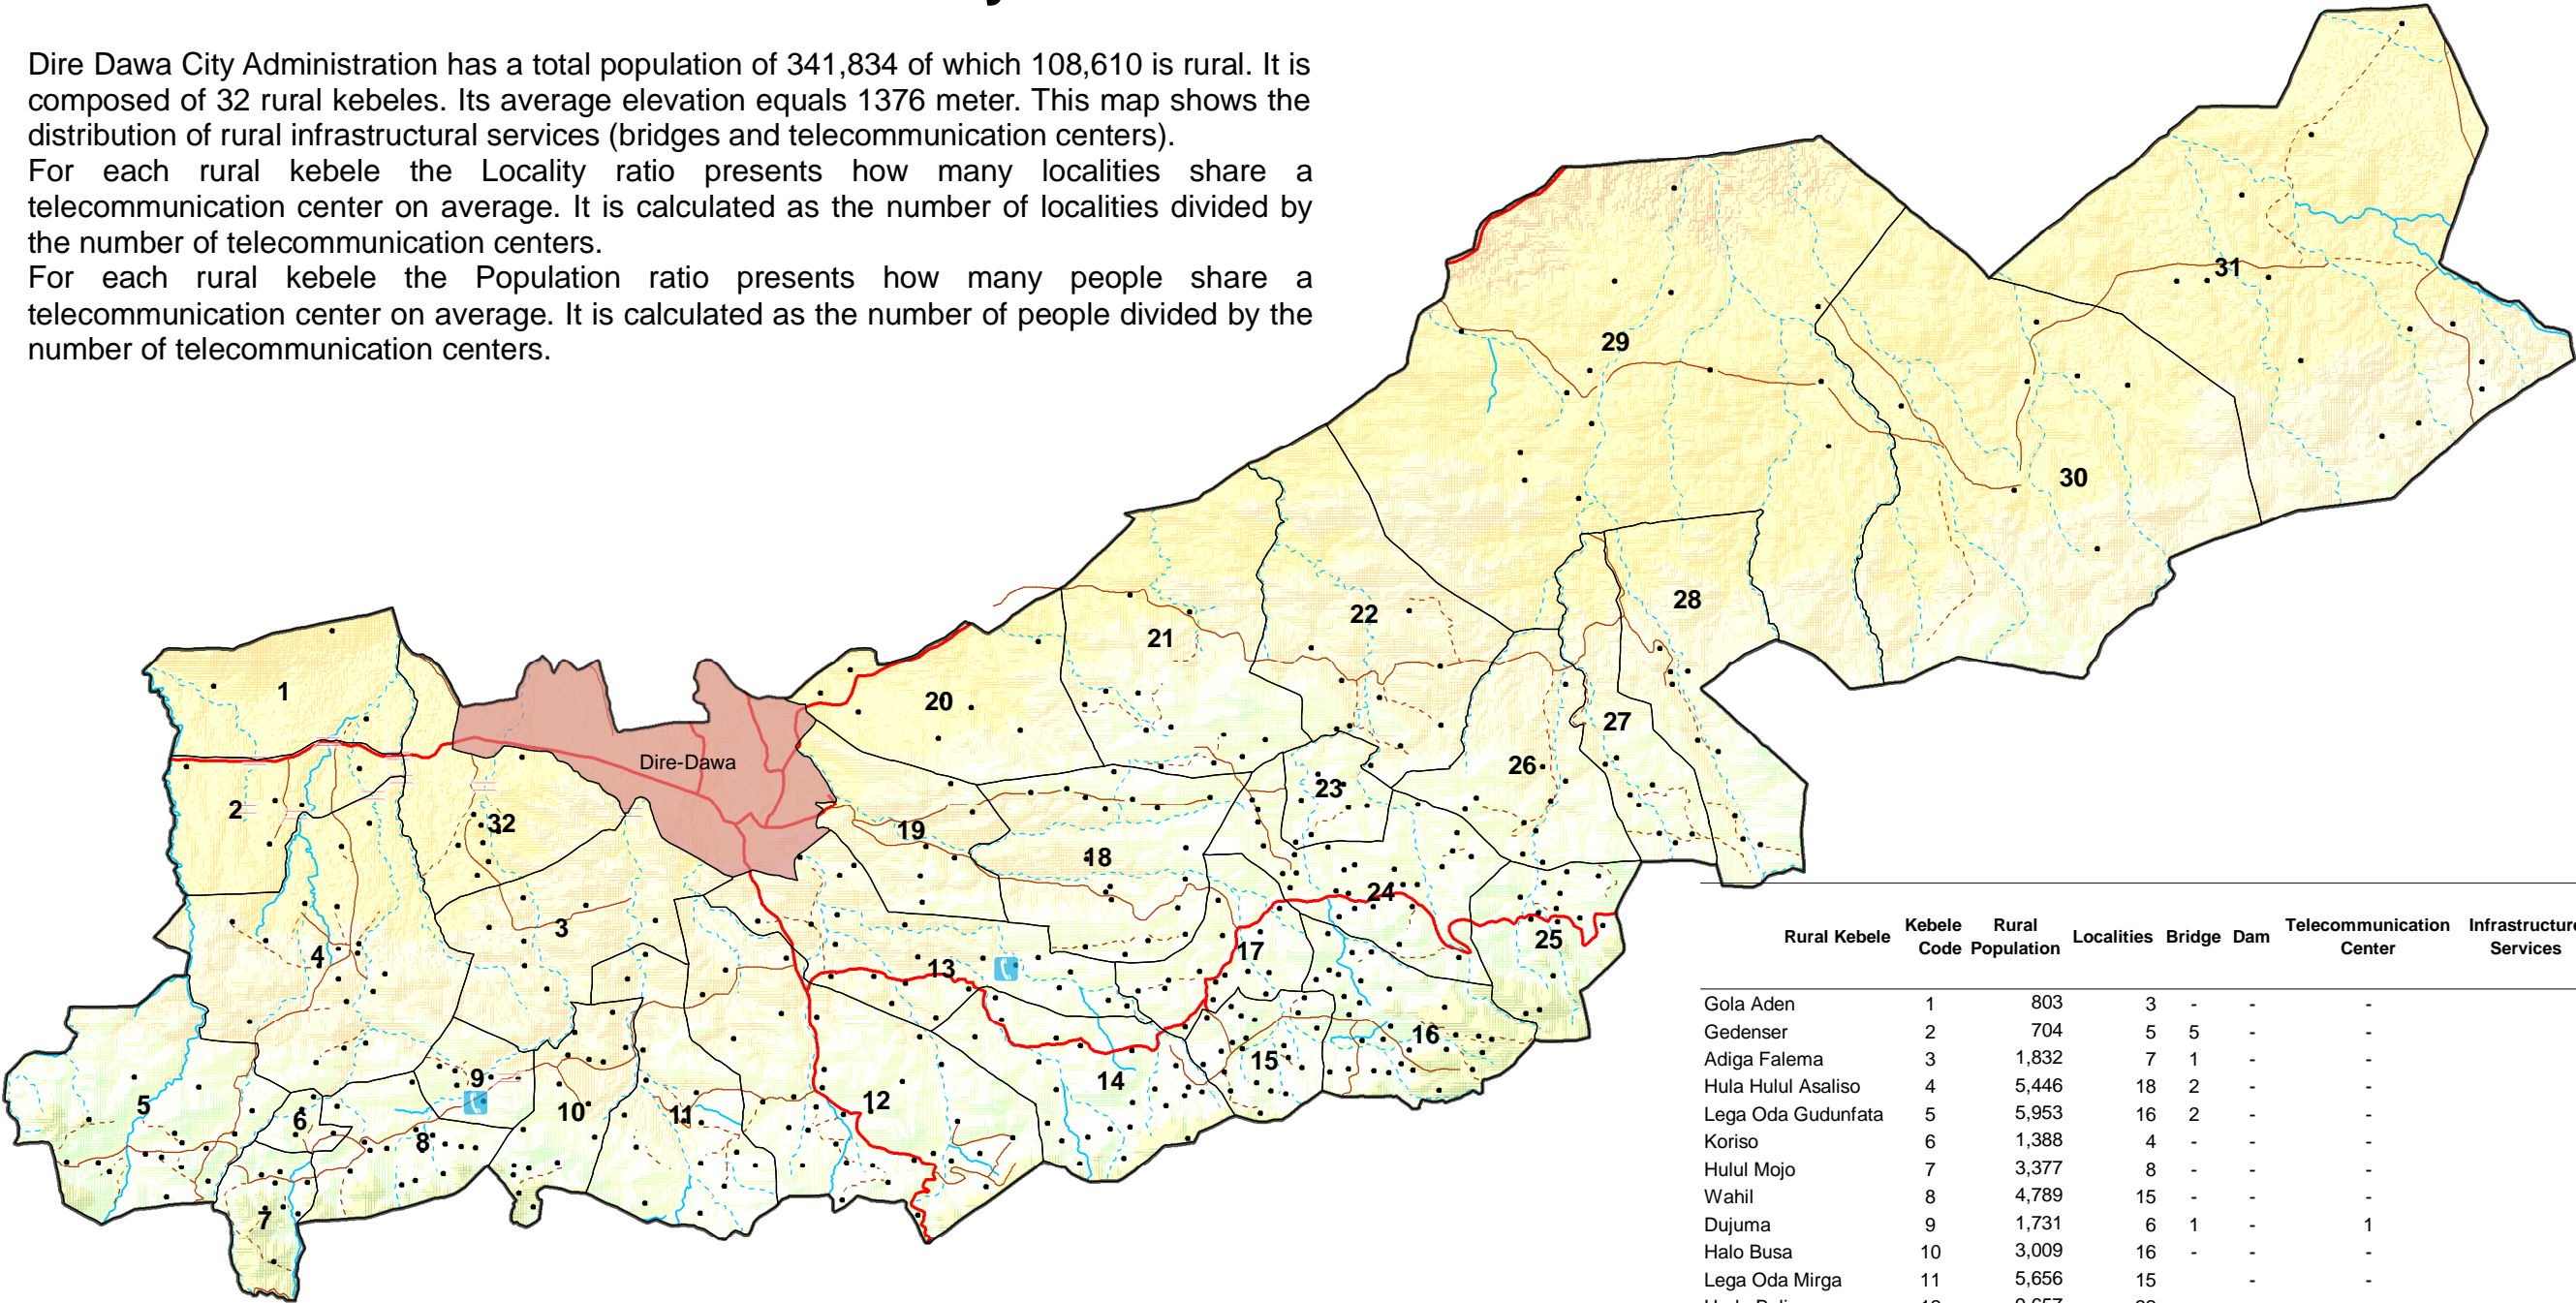 Dire Dawa City Administration has a total population of 341,834 of which 108,610 is rural. It is
composed of 32 rural kebeles. Its average elevation equals 1376 meter. This map shows the
distribution of rural infrastructural services (bridges and telecommunication centers).
For each rural kebele the Locality ratio presents how many localities share a
telecommunication center on average. It is calculated as the number of localities divided by
the number of telecommunication centers.
For each rural kebele the Population ratio presents how many people share a
telecommunication center on average. It is calculated as the number of people divided by the
number of telecommunication centers.
31
29
30
28
22
21
1
20
27
Dire-Dawa
26
23
2
32
19
18
24
3
25
17
4
13
16
15
9
14
5
12
10
11
6
8
7
Rural Kebele Kebele Code Rural Population Localities Bridge Dam Telecommunication Center Infrastructure Services
Gola Aden 1 803 3 - - -
Gedenser 2 704 5 5 - -
Adiga Falema 3 1,832 7 1 - -
Hula Hulul Asaliso 4 5,446 18 2 - -
Lega Oda Gudunfata 5 5,953 16 2 - -
Koriso 6 1,388 4 - - -
Hulul Mojo 7 3,377 8 - - -
Wahil 8 4,789 15 - - -
Dujuma 9 1,731 6 1 - 1
Halo Busa 10 3,009 16 - - -
Lega Oda Mirga 11 5,656 15 - -